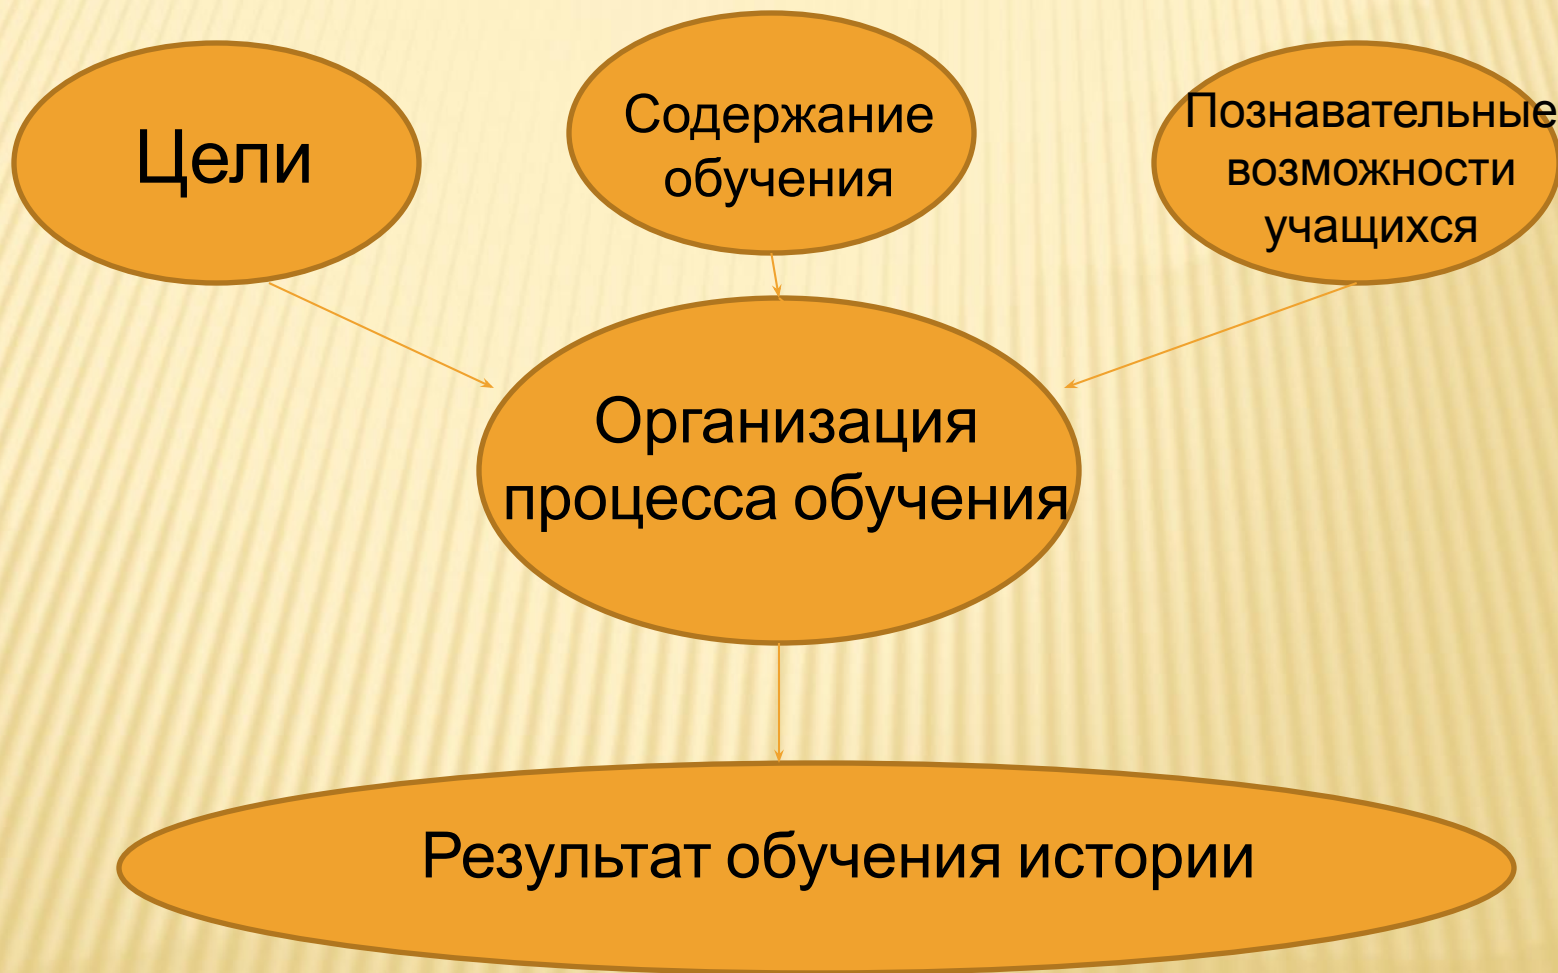 Цели
Содержание
обучения
Познавательные
возможности
учащихся
Организация
процесса обучения
Результат обучения истории